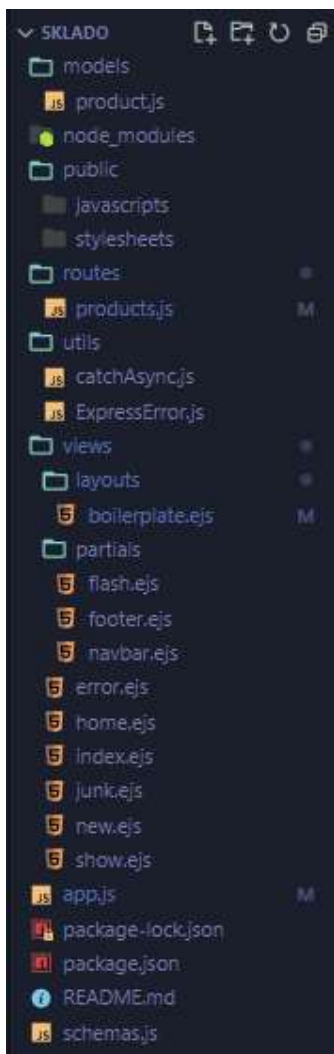 SKLADO
models
product.js
node_modules
public
javascripts
stylesheets
routes
products.js M
utils
catchAsync.js
ExpressError.js
views
layouts
boilerplate.ejs M
partials
flash.ejs
footer.ejs
navbar.ejs
error.ejs
home.ejs
index.ejs
junk.ejs
new.ejs
show.ejs
app.js M
package-lock.json
package.json
README.md
schemas.js